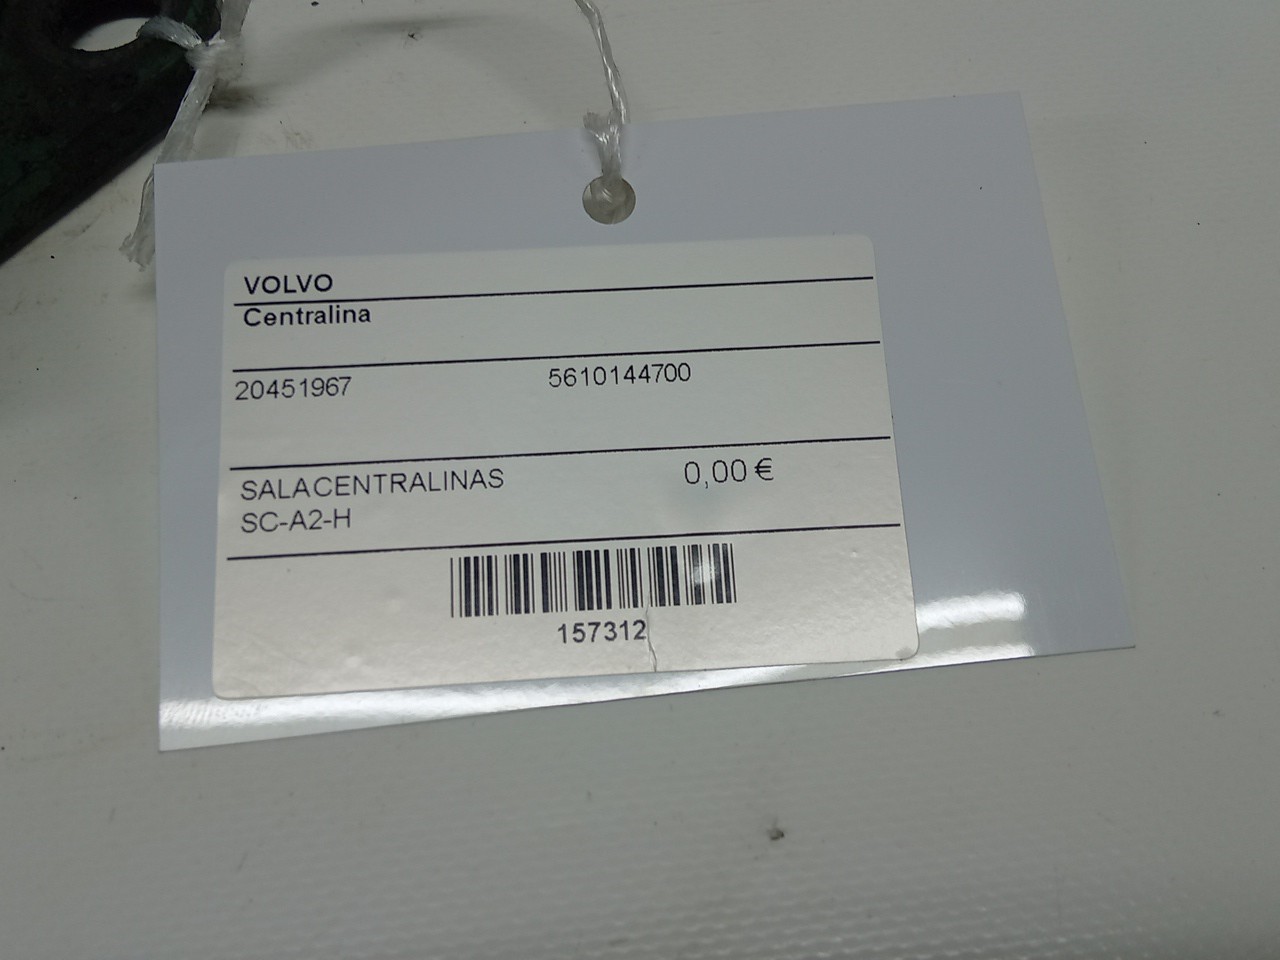 VOLVO
Centralina
20451967 5610144700
SALACENTRALINAS 0,00 €
SC-A2-H
157312